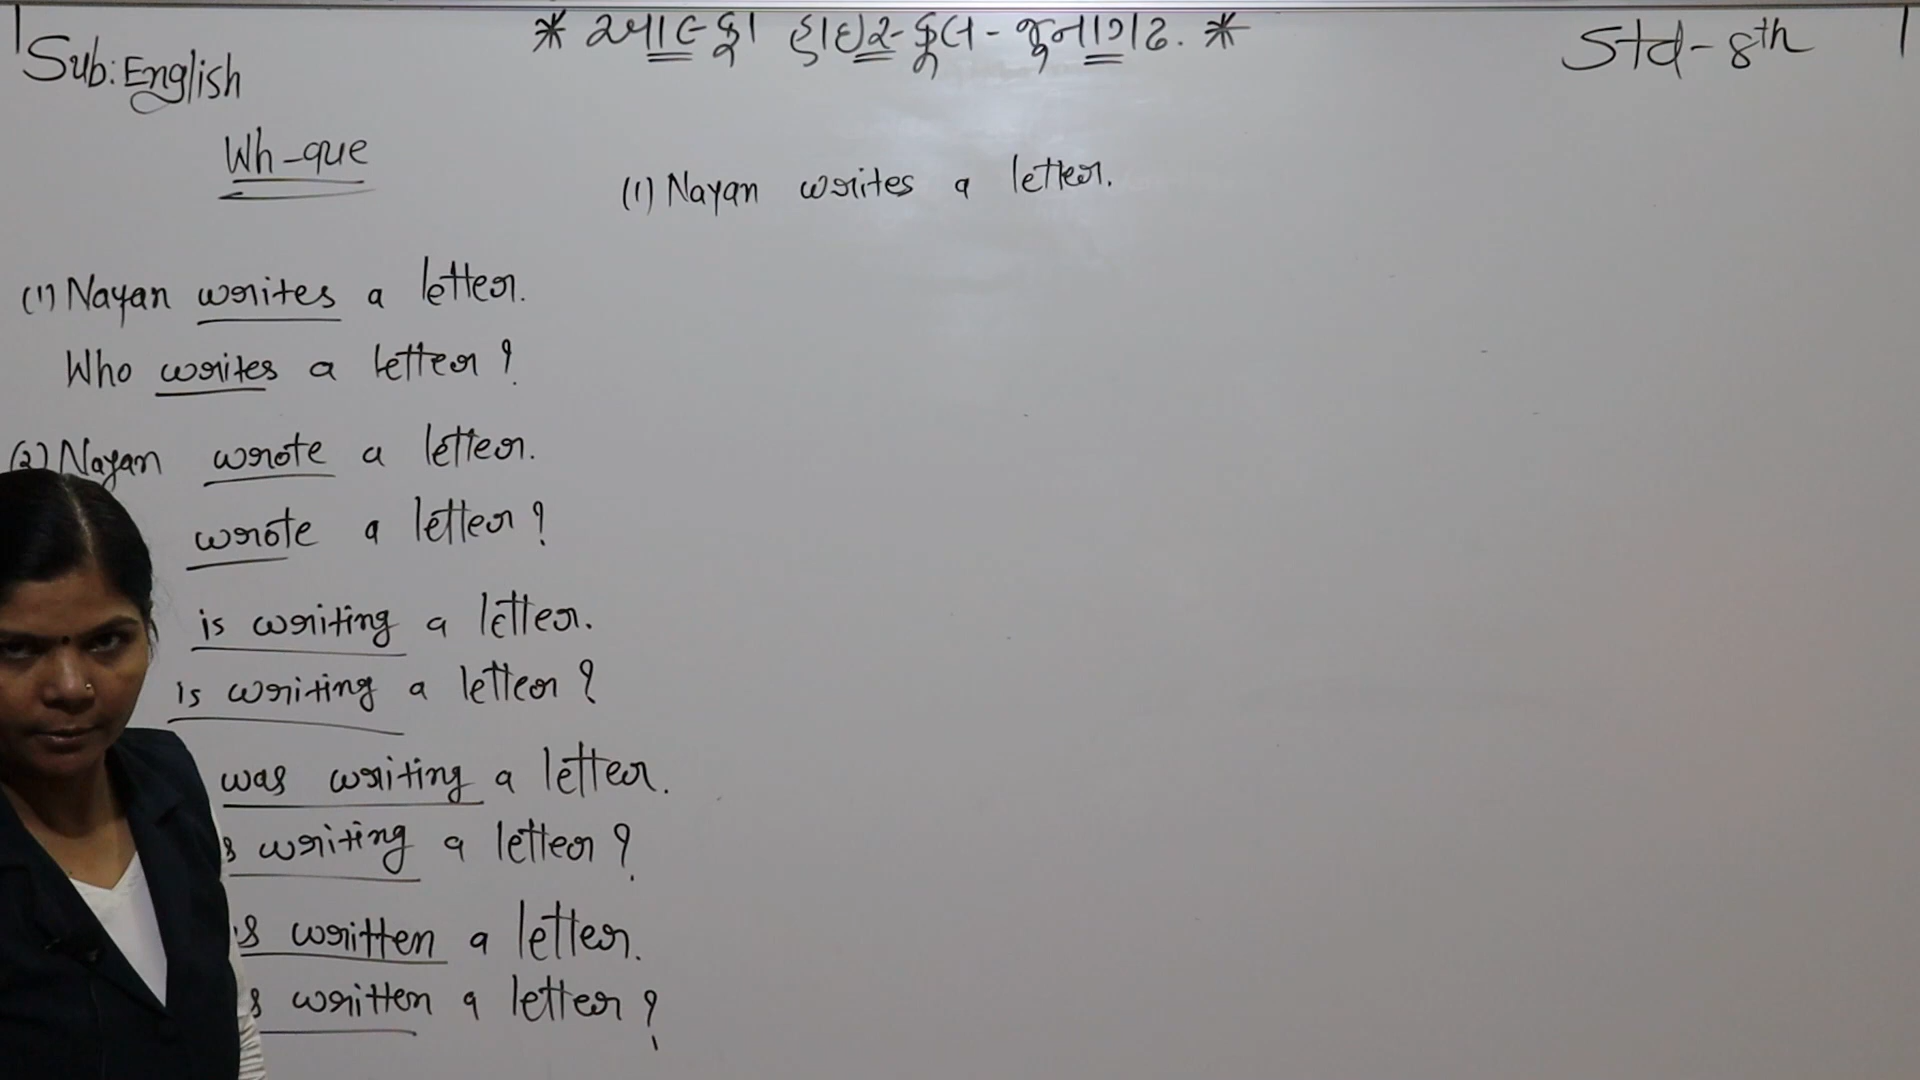 * આલ્ફા હાઇસ્કૂલ - જૂનાગઢ. *
Sub: English
Std - 8th
Wh-que
(1) Nayan writes a letter.
(1) Nayan writes a letter.
Who writes a letter?
(2) Nayan wrote a letter.
wrote a letter?
is writing a letter.
is writing a letter?
was writing a letter.
writing a letter?
written a letter.
written a letter?